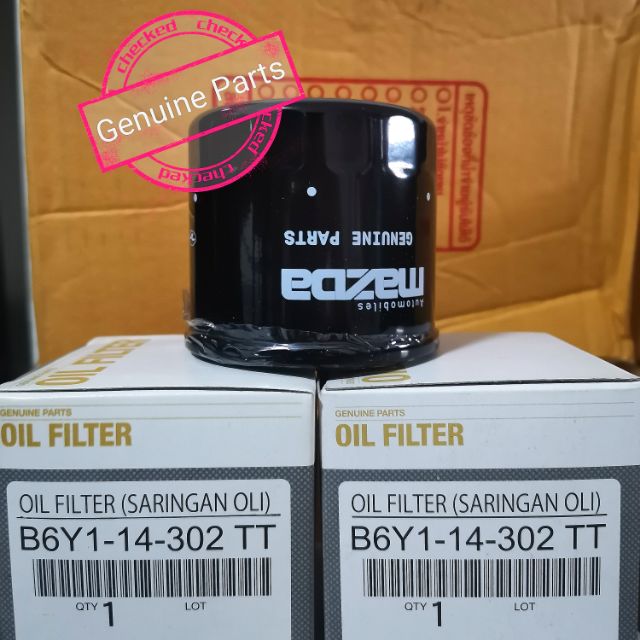 checked checked
Genuine Parts
checked checked
GENUINE PARTS
mazda
Automobiles
GENUINE PARTS
OIL FILTER
OIL FILTER (SARINGAN OLI)
B6Y1-14-302 TT
QTY 1 LOT
GENUINE PARTS
OIL FILTER
OIL FILTER (SARINGAN OLI)
B6Y1-14-302 TT
QTY 1 LOT